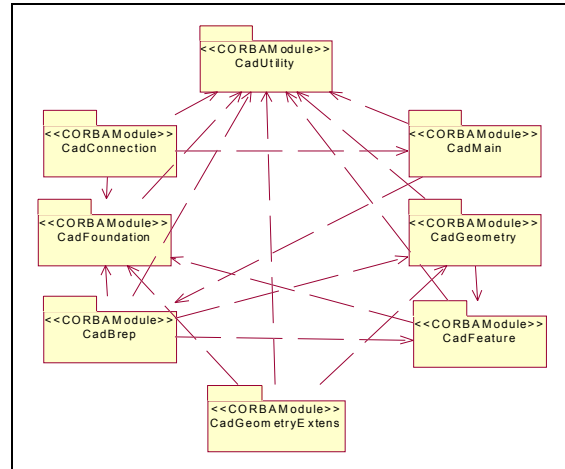 <<CORBAModule>>
CadUtility
<<CORBAModule>>
CadConnection
<<CORBAModule>>
CadMain
<<CORBAModule>>
CadFoundation
<<CORBAModule>>
CadGeometry
<<CORBAModule>>
CadBrep
<<CORBAModule>>
CadFeature
<<CORBAModule>>
CadGeometryExtens